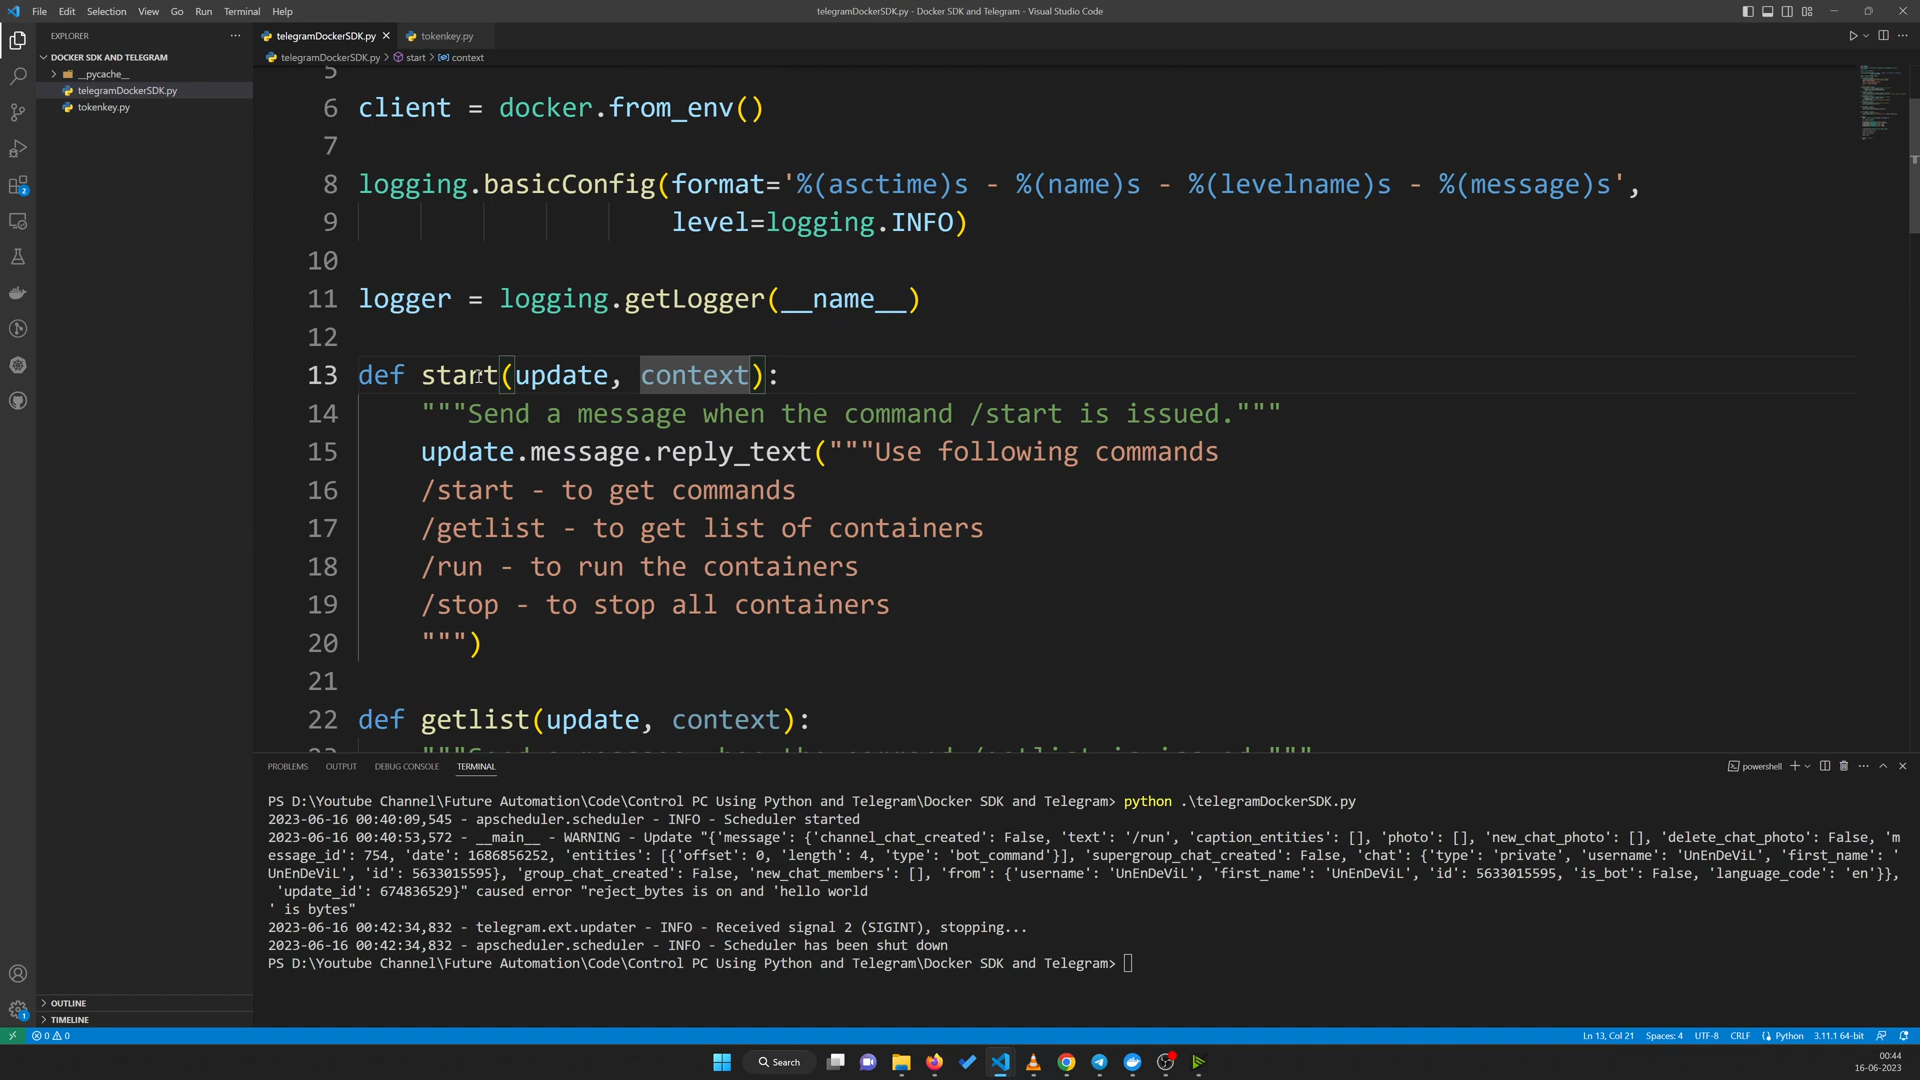 File Edit Selection View Go Run Terminal Help
telegramDockerSDK.py - Docker SDK and Telegram - Visual Studio Code
EXPLORER
DOCKER SDK AND TELEGRAM
__pycache__
telegramDockerSDK.py
tokenkey.py
telegramDockerSDK.py
tokenkey.py
telegramDockerSDK.py > start > context
5
6 client = docker.from_env()
7
8 logging.basicConfig(format='%(asctime)s - %(name)s - %(levelname)s - %(message)s',
9 level=logging.INFO)
10
11 logger = logging.getLogger(__name__)
12
13 def start(update, context):
14 """Send a message when the command /start is issued."""
15 update.message.reply_text("""Use following commands
16 /start - to get commands
17 /getlist - to get list of containers
18 /run - to run the containers
19 /stop - to stop all containers
20 """)
21
22 def getlist(update, context):
23 """Send a message when the command /getlist is issued."""
PROBLEMS OUTPUT DEBUG CONSOLE TERMINAL
powershell
PS D:\Youtube Channel\Future Automation\Code\Control PC Using Python and Telegram\Docker SDK and Telegram> python .\telegramDockerSDK.py
2023-06-16 00:40:09,545 - apscheduler.scheduler - INFO - Scheduler started
2023-06-16 00:40:53,572 - __main__ - WARNING - Update "{'message': {'channel_chat_created': False, 'text': '/run', 'caption_entities': [], 'photo': [], 'new_chat_photo': [], 'delete_chat_photo': False, 'm
essage_id': 754, 'date': 1686856252, 'entities': [{'offset': 0, 'length': 4, 'type': 'bot_command'}], 'supergroup_chat_created': False, 'chat': {'type': 'private', 'username': 'UnEnDeViL', 'first_name': '
UnEnDeViL', 'id': 5633015595}, 'group_chat_created': False, 'new_chat_members': [], 'from': {'username': 'UnEnDeViL', 'first_name': 'UnEnDeViL', 'id': 5633015595, 'is_bot': False, 'language_code': 'en'}},
'update_id': 674836529}" caused error "reject_bytes is on and 'hello world
' is bytes"
2023-06-16 00:42:34,832 - telegram.ext.updater - INFO - Received signal 2 (SIGINT), stopping...
2023-06-16 00:42:34,832 - apscheduler.scheduler - INFO - Scheduler has been shut down
PS D:\Youtube Channel\Future Automation\Code\Control PC Using Python and Telegram\Docker SDK and Telegram>
OUTLINE
TIMELINE
2
1
0 0
Ln 13, Col 21 Spaces: 4 UTF-8 CRLF Python 3.11.1 64-bit
Search
00:44
16-06-2023